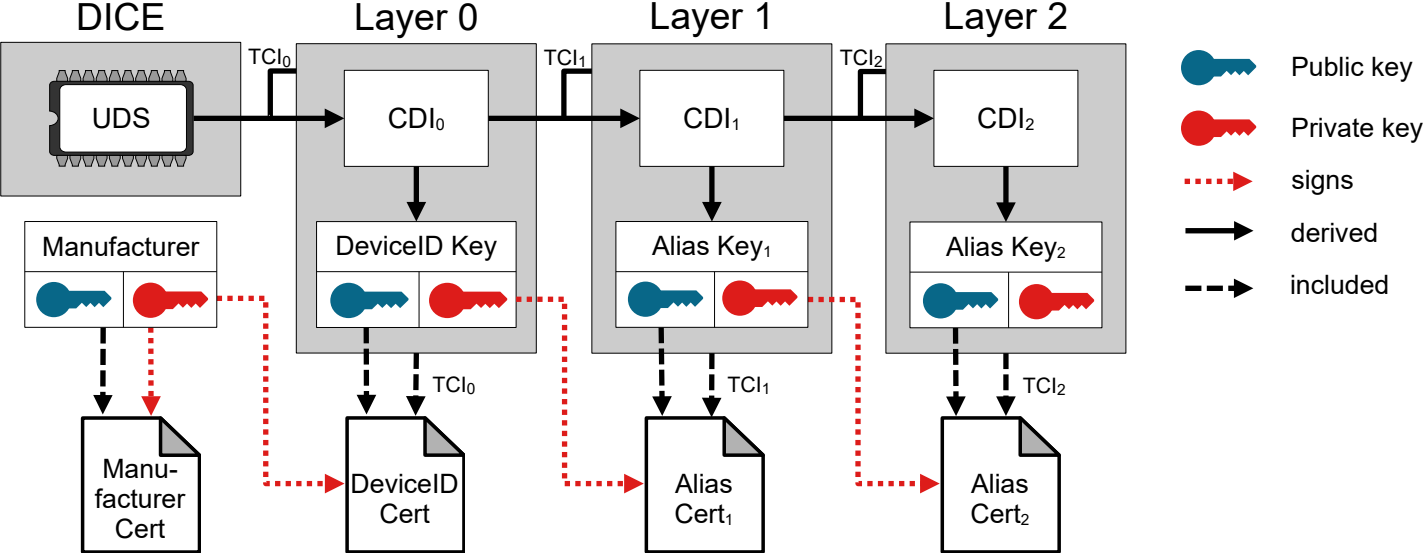 DICE
Layer 0
Layer 1
Layer 2
TCI₀
TCI₁
TCI₂
UDS
CDI₀
CDI₁
CDI₂
Public key
Private key
signs
derived
included
Manufacturer
DeviceID Key
Alias Key₁
Alias Key₂
TCI₀
TCI₁
TCI₂
Manu-
facturer
Cert
DeviceID
Cert
Alias
Cert₁
Alias
Cert₂